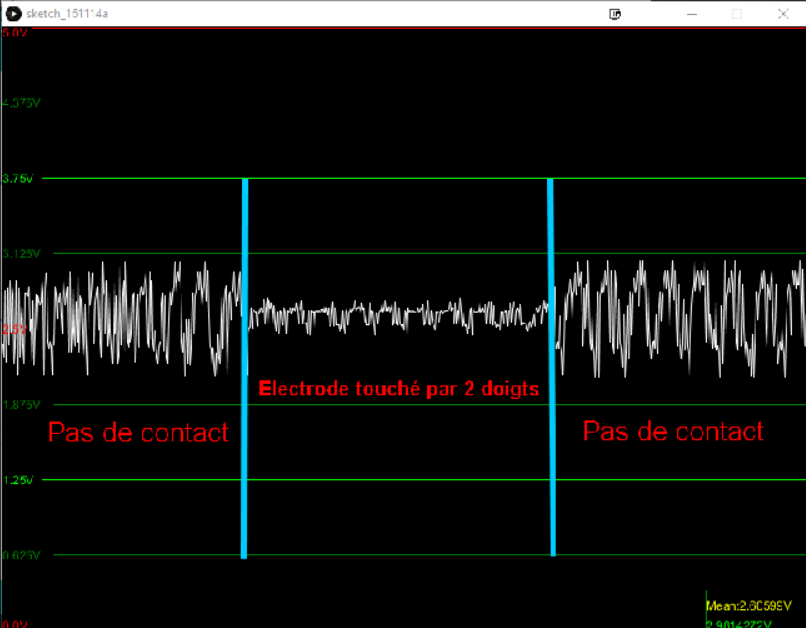 sketch_151114a
5.0V
4.375V
3.75V
3.125V
2.5V
Electrode touché par 2 doigts
1.875V
Pas de contact
Pas de contact
1.25V
0.625V
Mean:2.60599V
2.9014272V
0.0V